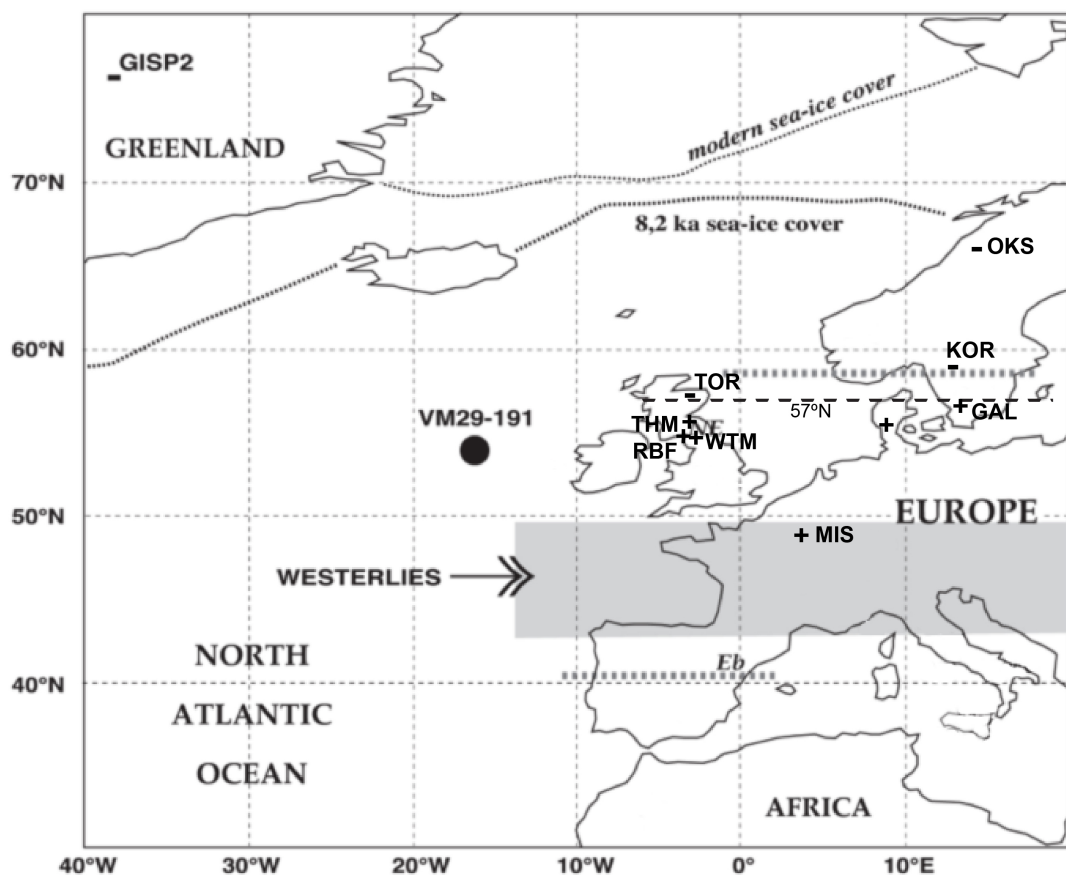 GISP2
GREENLAND
modern sea-ice cover
70°N
8,2 ka sea-ice cover
OKS
60°N
KOR
TOR
57ºN
GAL
VM29-191
THM
NE
RBF
WTM
50°N
EUROPE
MIS
WESTERLIES
NORTH
ATLANTIC
OCEAN
Eb
40°N
AFRICA
40°W
30°W
20°W
10°W
0°
10°E